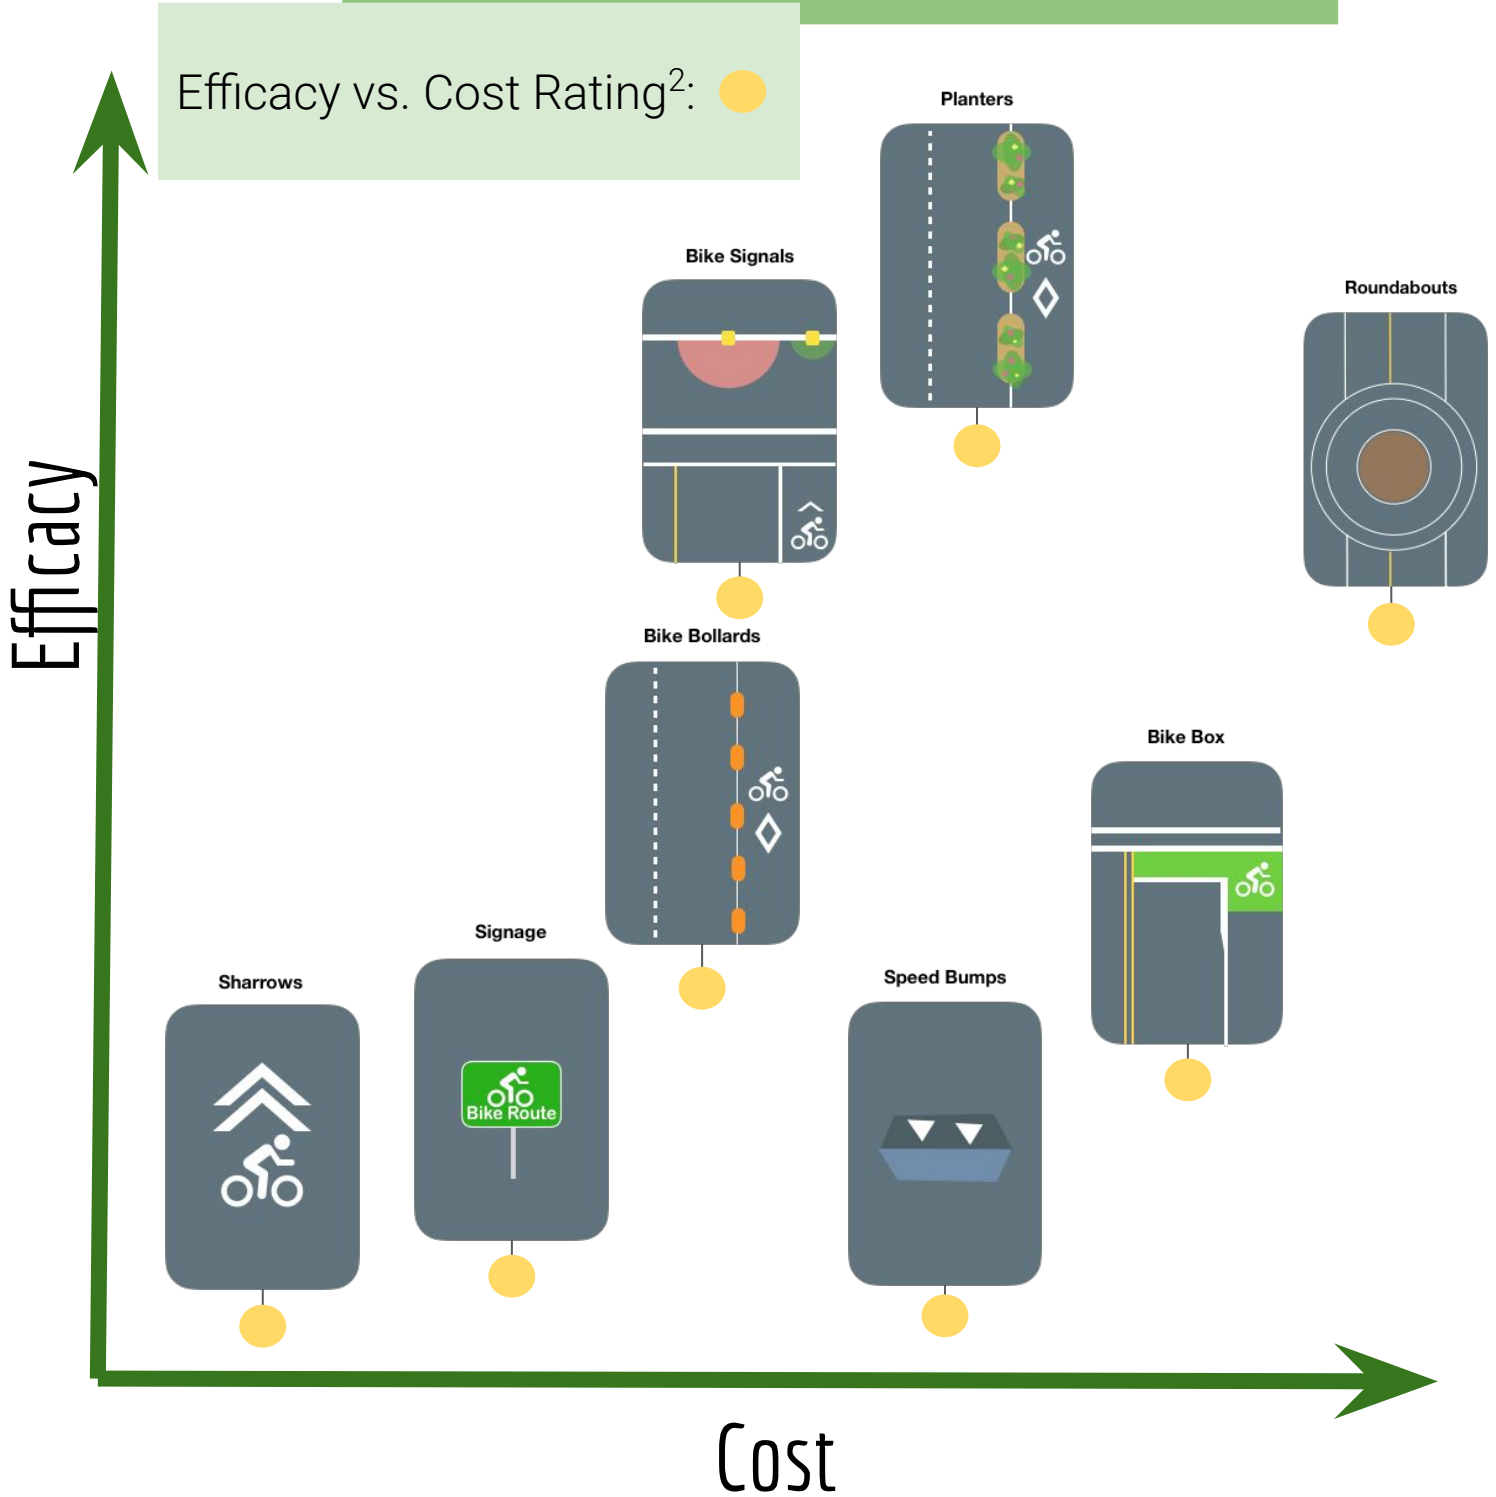 Efficacy vs. Cost Rating2:
Planters
Bike Signals
Roundabouts
Efficacy
Bike Bollards
Bike Box
Signage
Speed Bumps
Sharrows
Bike Route
Cost